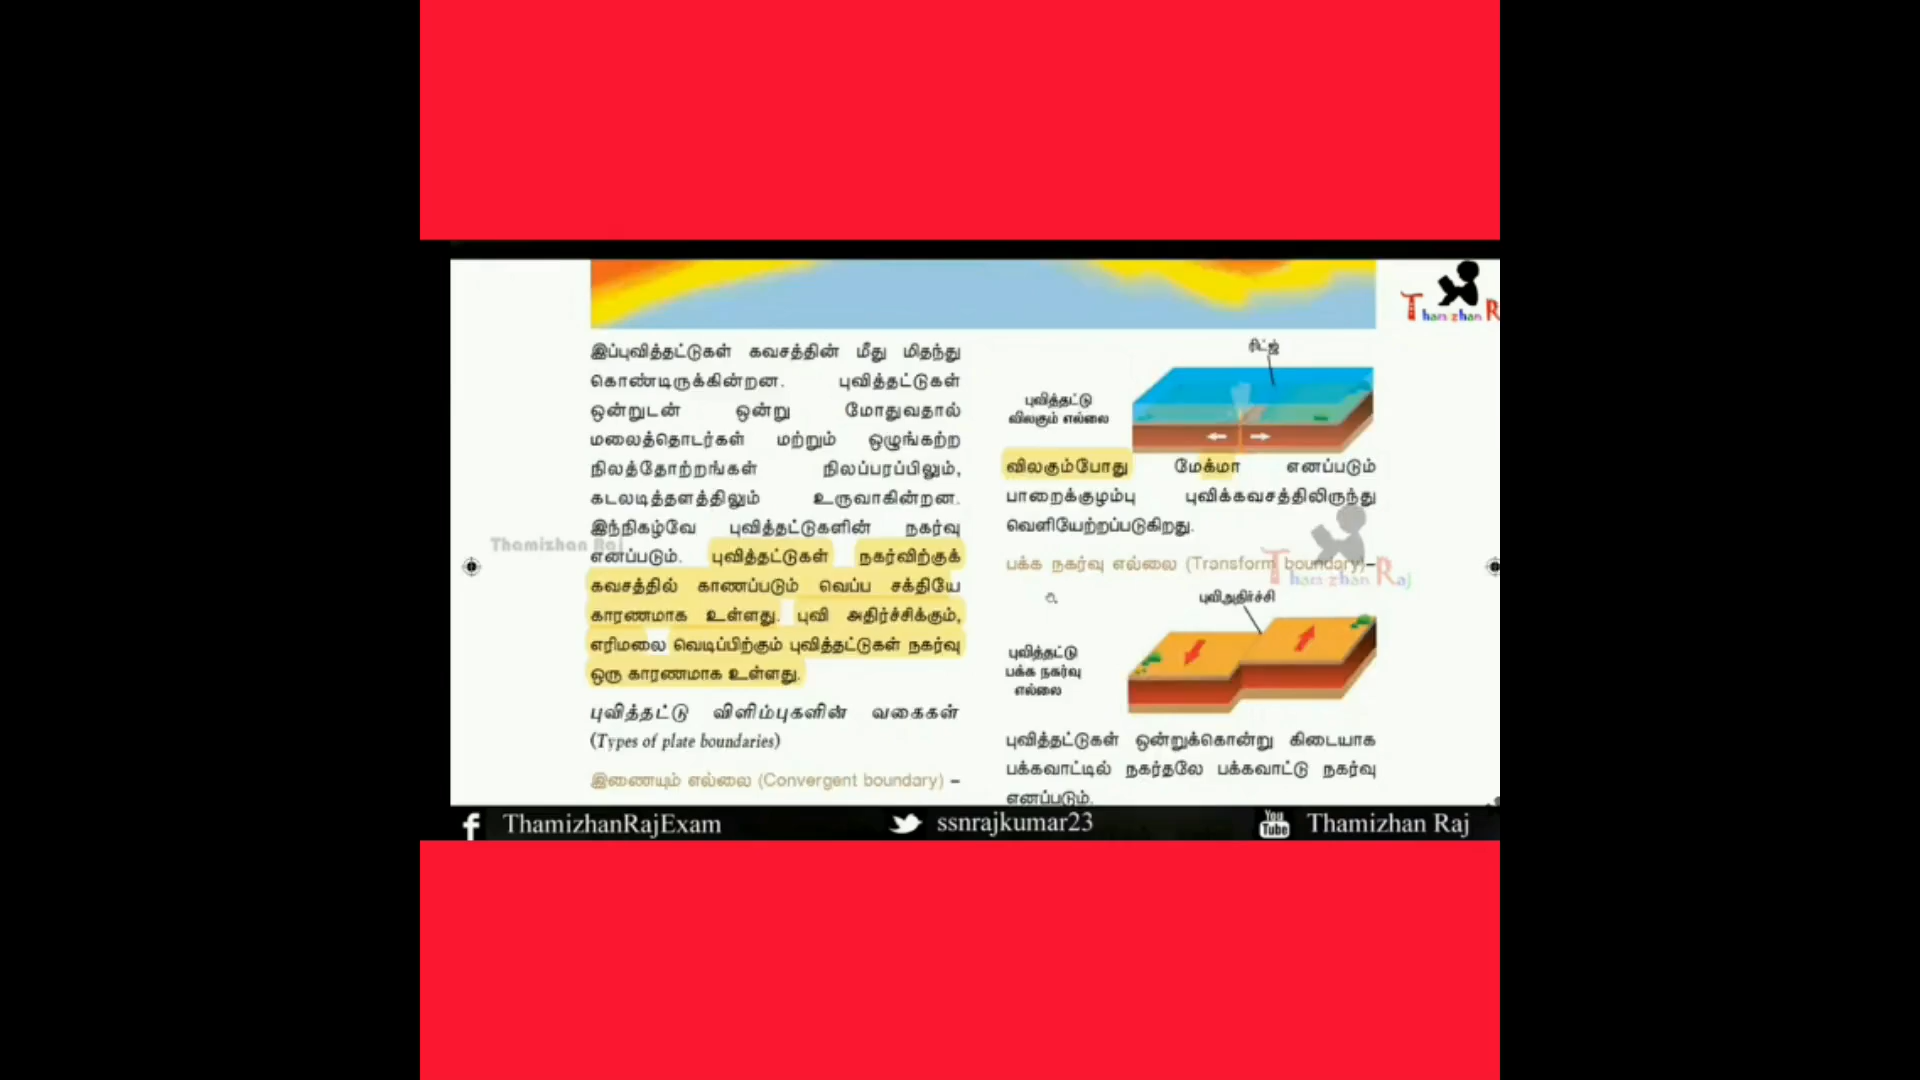 இப்புவித்தட்டுகள் கவசத்தின் மீது மிதந்து
கொண்டிருக்கின்றன. புவித்தட்டுகள்
ஒன்றுடன் ஒன்று மோதுவதால்
மலைத்தொடர்கள் மற்றும் ஒழுங்கற்ற
நிலத்தோற்றங்கள் நிலப்பரப்பிலும்,
கடலடித்தளத்திலும் உருவாகின்றன.
இந்நிகழ்வே புவித்தட்டுகளின் நகர்வு
எனப்படும். புவித்தட்டுகள் நகர்விற்குக்
கவசத்தில் காணப்படும் வெப்ப சக்தியே
காரணமாக உள்ளது. புவி அதிர்ச்சிக்கும்,
எரிமலை வெடிப்பிற்கும் புவித்தட்டுகள் நகர்வு
ஒரு காரணமாக உள்ளது.
புவித்தட்டு விளிம்புகளின் வகைகள்
(Types of plate boundaries)
இணையும் எல்லை (Convergent boundary) –
ரிட்ஜ்
புவித்தட்டு
விலகும் எல்லை
விலகும்போது மேக்மா எனப்படும்
பாறைக்குழம்பு புவிக்கவசத்திலிருந்து
வெளியேற்றப்படுகிறது.
பக்க நகர்வு எல்லை (Transform boundary)–
புவிஅதிர்ச்சி
புவித்தட்டு
பக்க நகர்வு
எல்லை
புவித்தட்டுகள் ஒன்றுக்கொன்று கிடையாக
பக்கவாட்டில் நகர்தலே பக்கவாட்டு நகர்வு
எனப்படும்.
Thamizhan R
Thamizhan Raj
Thamizhan Raj
ThamizhanRajExam
ssnrajkumar23
You
Tube
Thamizhan Raj